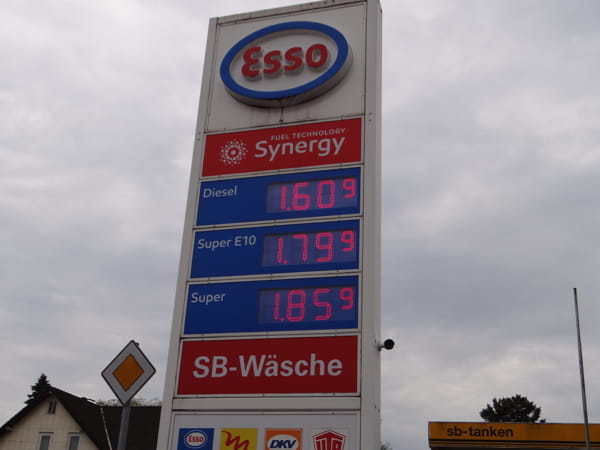 Esso
FUEL TECHNOLOGY
Synergy
Diesel 1.609
Super E10 1.799
Super 1.859
SB-Wäsche
Esso DKV UTA
sb-tanken